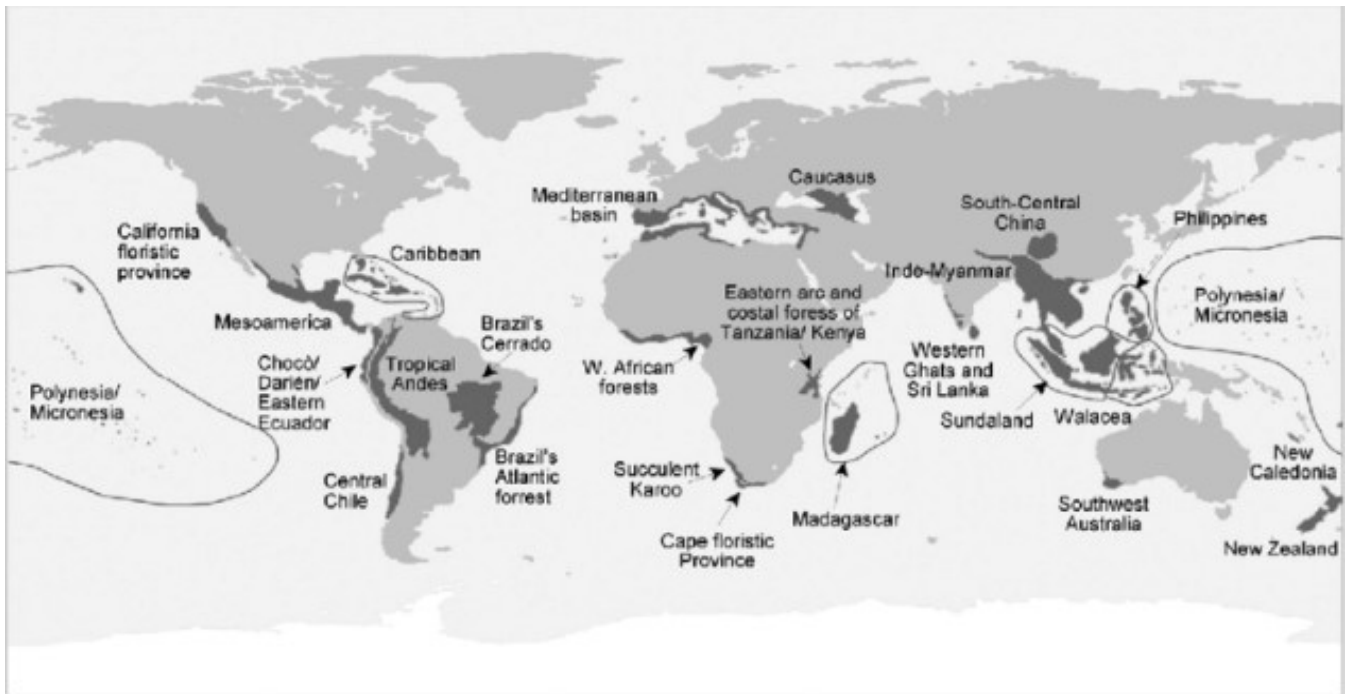 Caucasus
Mediterranean
basin
South-Central
China
Philippines
California
floristic
province
Caribbean
Indo-Myanmar
Eastern arc and
costal foress of
Tanzania/ Kenya
Polynesia/
Micronesia
Mesoamerica
Brazil's
Cerrado
Chocò/
Darién/
Eastern
Ecuador
Tropical
Andes
W. African
forests
Western
Ghats and
Sri Lanka
Polynesia/
Micronesia
Sundaland
Walacea
Central
Chile
Brazil's
Atlantic
forrest
Succulent
Karoo
Madagascar
Cape floristic
Province
Southwest
Australia
New
Caledonia
New Zealand